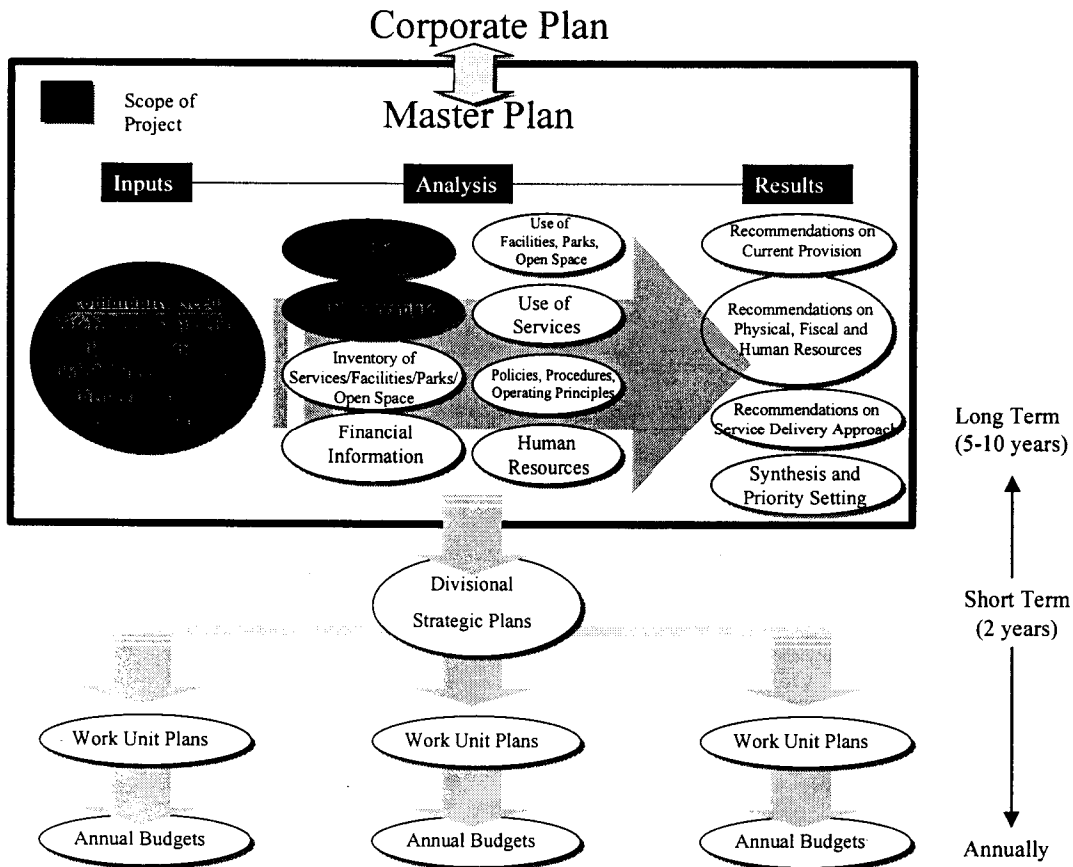 Corporate Plan
Scope of
Project
Master Plan
Inputs
Analysis
Results
Use of
Facilities, Parks,
Open Space
Use of
Services
Inventory of
Services/Facilities/Parks/
Open Space
Policies, Procedures,
Operating Principles
Financial
Information
Human
Resources
Recommendations on
Current Provision
Recommendations on
Physical, Fiscal and
Human Resources
Recommendations on
Service Delivery Approach
Synthesis and
Priority Setting
Long Term
(5-10 years)
Divisional
Strategic Plans
Short Term
(2 years)
Work Unit Plans
Work Unit Plans
Work Unit Plans
Annual Budgets
Annual Budgets
Annual Budgets
Annually